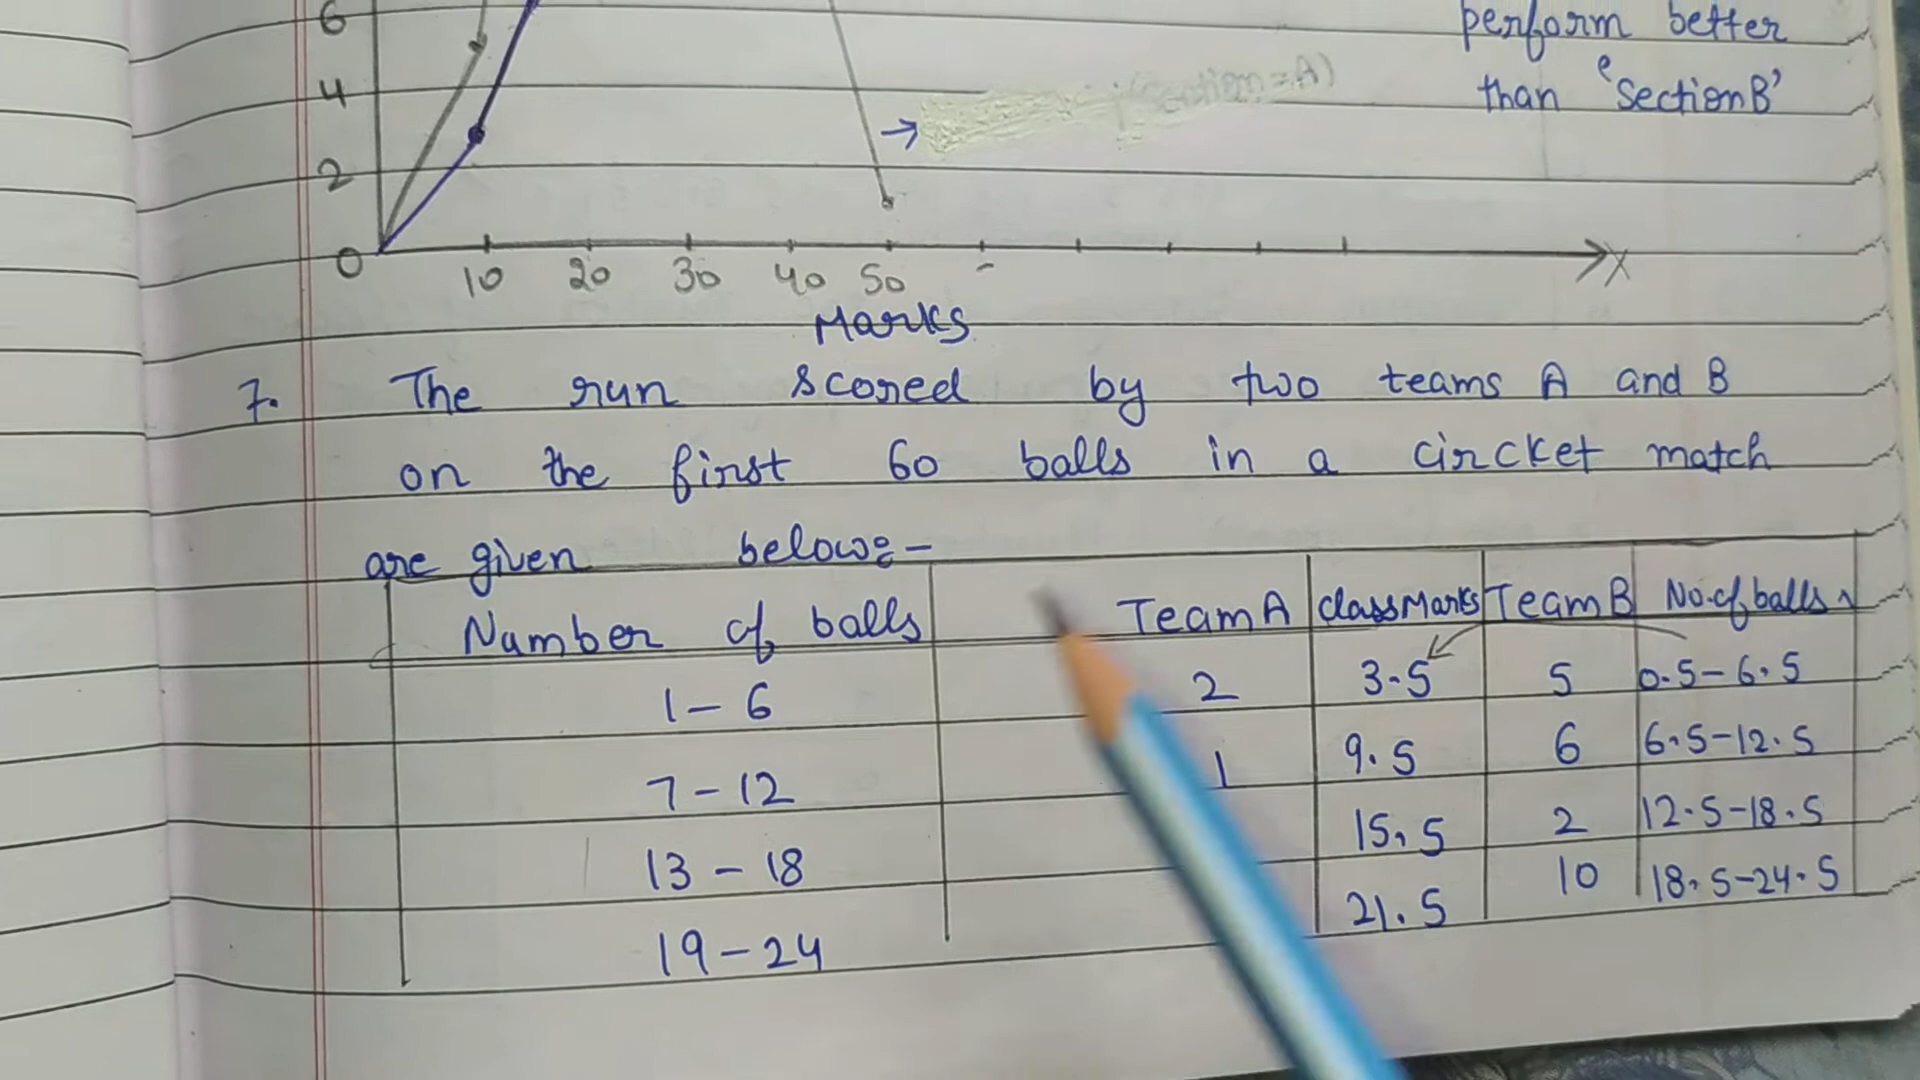 6
perform better
4
(Section=A)
than 'SectionB'
→
2
0
10 20 30 40 50 -
X
Marks
7. The run scored by two teams A and B
on the first 60 balls in a circket match
are given below:-
Number of balls TeamA classMarks TeamB No.of balls
1-6 2 3.5 5 0.5-6.5
7-12 1 9.5 6 6.5-12.5
13-18 15.5 2 12.5-18.5
19-24 21.5 10 18.5-24.5